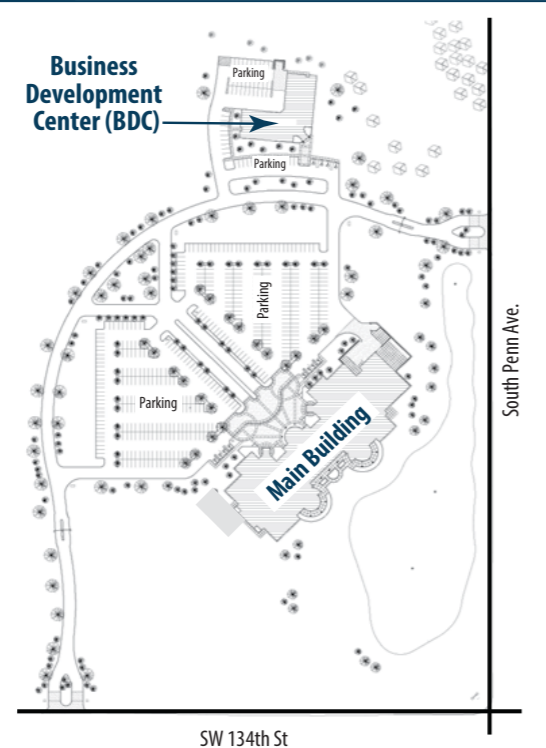 Parking
Business
Development
Center (BDC)
Parking
Parking
Parking
South Penn Ave.
Main Building
SW 134th St